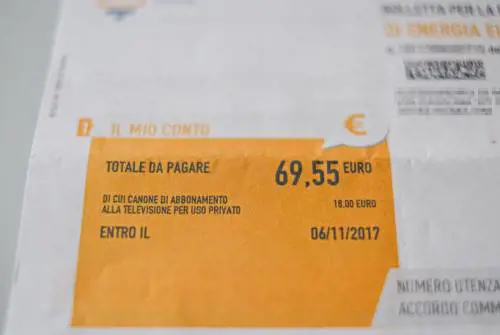 BOLLETTA PER LA
DI ENERGIA
IL MIO CONTO
€
TOTALE DA PAGARE 69,55 EURO
DI CUI CANONE DI ABBONAMENTO
ALLA TELEVISIONE PER USO PRIVATO 18,00 EURO
ENTRO IL 06/11/2017
NUMERO UTENZA
ACCORDO COMM